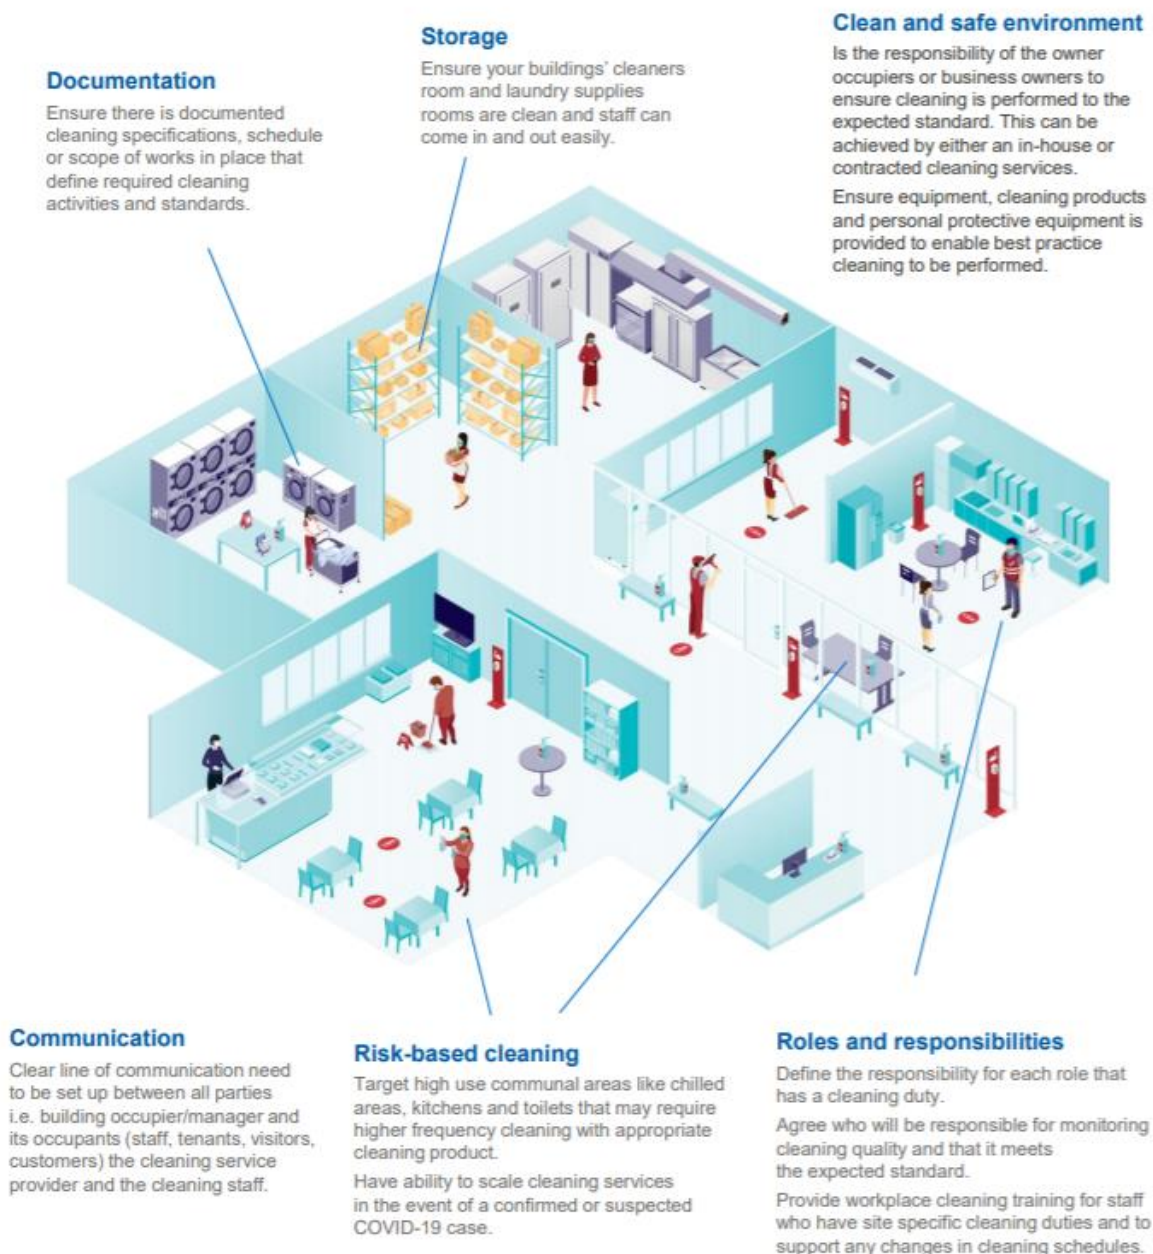 Documentation
Ensure there is documented
cleaning specifications, schedule
or scope of works in place that
define required cleaning
activities and standards.
Storage
Ensure your buildings' cleaners
room and laundry supplies
rooms are clean and staff can
come in and out easily.
Clean and safe environment
Is the responsibility of the owner
occupiers or business owners to
ensure cleaning is performed to the
expected standard. This can be
achieved by either an in-house or
contracted cleaning services.
Ensure equipment, cleaning products
and personal protective equipment is
provided to enable best practice
cleaning to be performed.
Communication
Clear line of communication need
to be set up between all parties
i.e. building occupier/manager and
its occupants (staff, tenants, visitors,
customers) the cleaning service
provider and the cleaning staff.
Risk-based cleaning
Target high use communal areas like chilled
areas, kitchens and toilets that may require
higher frequency cleaning with appropriate
cleaning product.
Have ability to scale cleaning services
in the event of a confirmed or suspected
COVID-19 case.
Roles and responsibilities
Define the responsibility for each role that
has a cleaning duty.
Agree who will be responsible for monitoring
cleaning quality and that it meets
the expected standard.
Provide workplace cleaning training for staff
who have site specific cleaning duties and to
support any changes in cleaning schedules.